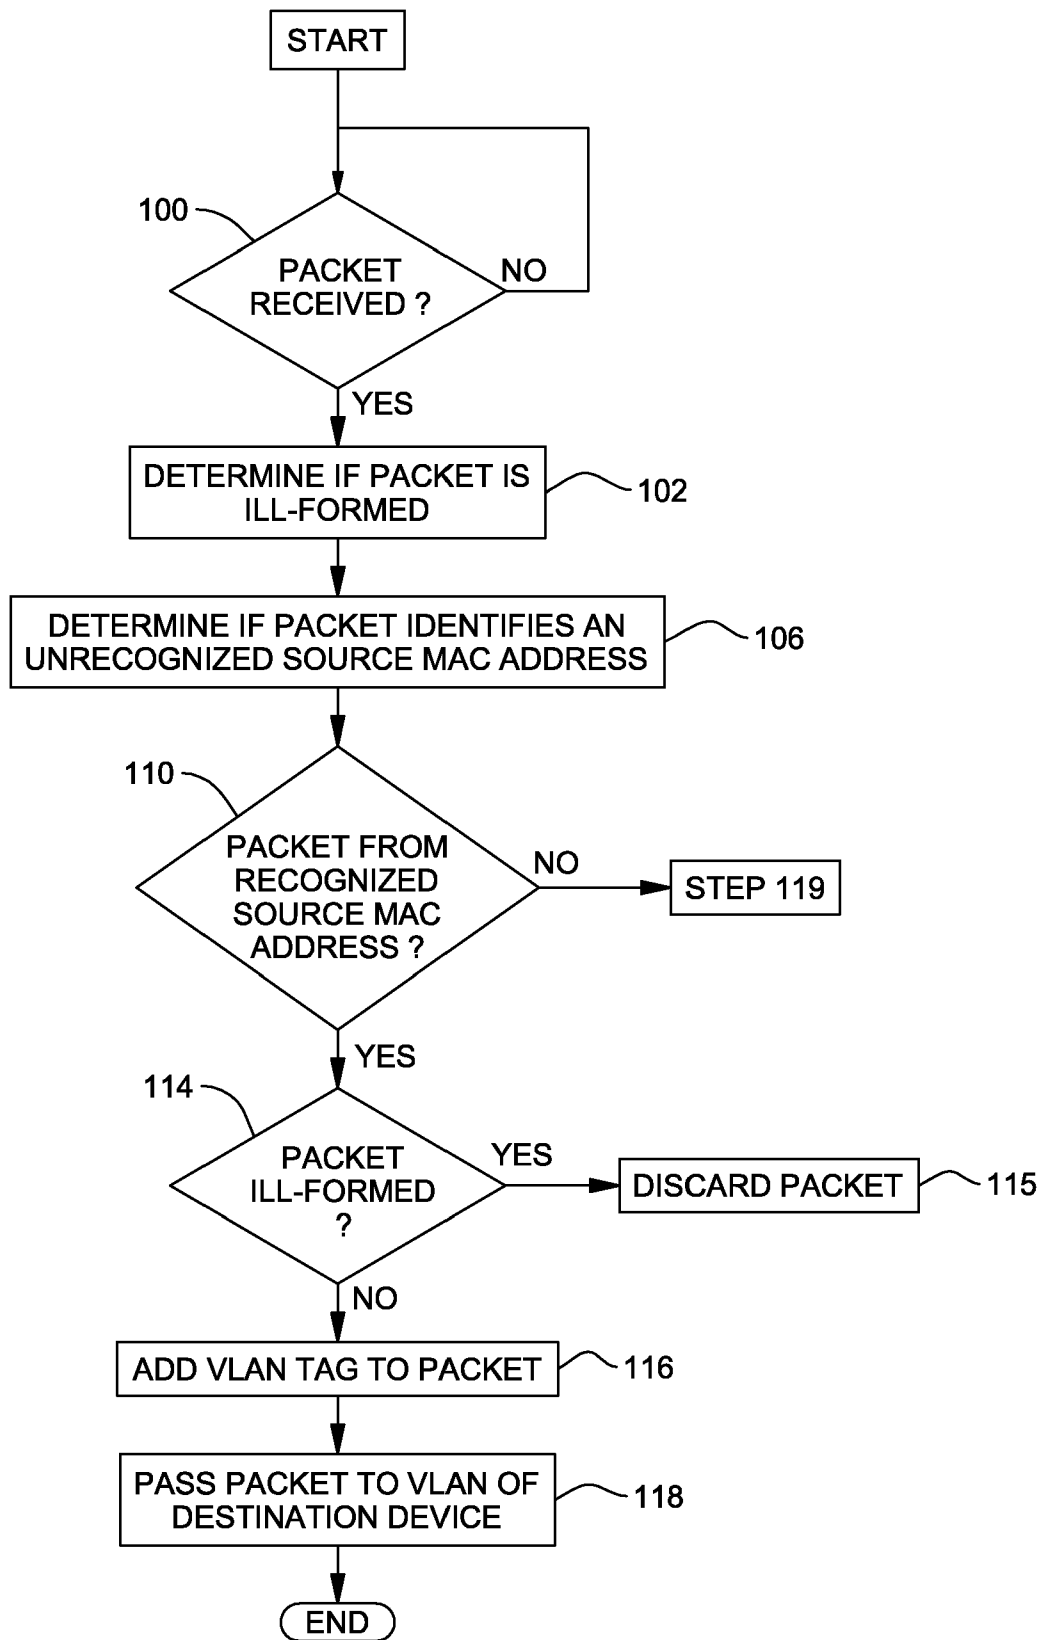 START
100
PACKET
RECEIVED ?
NO
YES
DETERMINE IF PACKET IS
ILL-FORMED
102
DETERMINE IF PACKET IDENTIFIES AN
UNRECOGNIZED SOURCE MAC ADDRESS
106
110
PACKET FROM
RECOGNIZED
SOURCE MAC
ADDRESS ?
NO
STEP 119
YES
114
PACKET
ILL-FORMED
?
YES
DISCARD PACKET
115
NO
ADD VLAN TAG TO PACKET
116
PASS PACKET TO VLAN OF
DESTINATION DEVICE
118
END